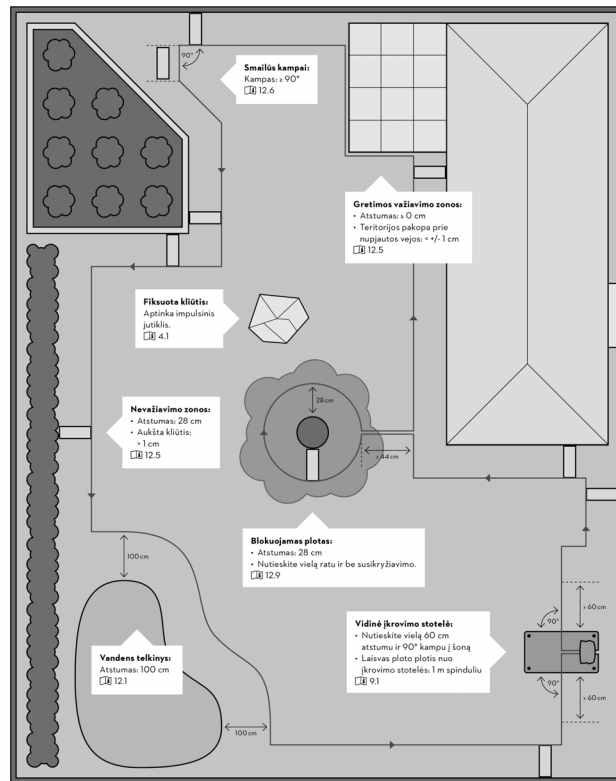 90°
Smailūs kampai:
Kampas: ≥ 90°
12.6
Gretimos važiavimo zonos:
• Atstumas: ≥ 0 cm
• Teritorijos pakopa prie
nupjautos vejos: < +/- 1 cm
12.5
Fiksuota kliūtis:
Aptinka impulsinis
jutiklis.
4.1
28 cm
Nevažiavimo zonos:
• Atstumas: 28 cm
• Aukšta kliūtis:
> 1 cm
12.5
≥ 44 cm
Blokuojamas plotas:
• Atstumas: 28 cm
• Nutieskite vielą ratu ir be susikryžiavimo.
12.9
100 cm
≥ 60 cm
90°
Vidinė įkrovimo stotelė:
• Nutieskite vielą 60 cm
atstumu ir 90° kampu į šoną
• Laisvas ploto plotis nuo
įkrovimo stotelės: 1 m spinduliu
9.1
Vandens telkinys:
Atstumas: 100 cm
12.1
90°
≥ 60 cm
100 cm